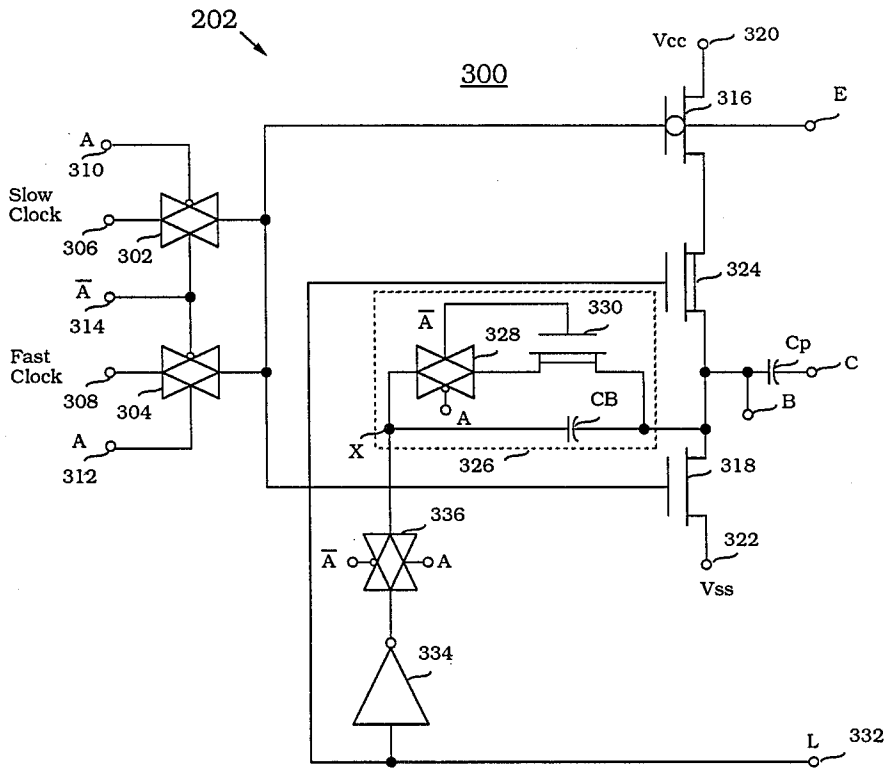 202
300
Vcc
320
316
E
A
310
Slow
Clock
306
302
324
A̅
314
330
A̅
328
Fast
Clock
308
304
Cp
C
CB
B
A
X
326
A
312
318
336
322
A̅
A
Vss
334
L
332